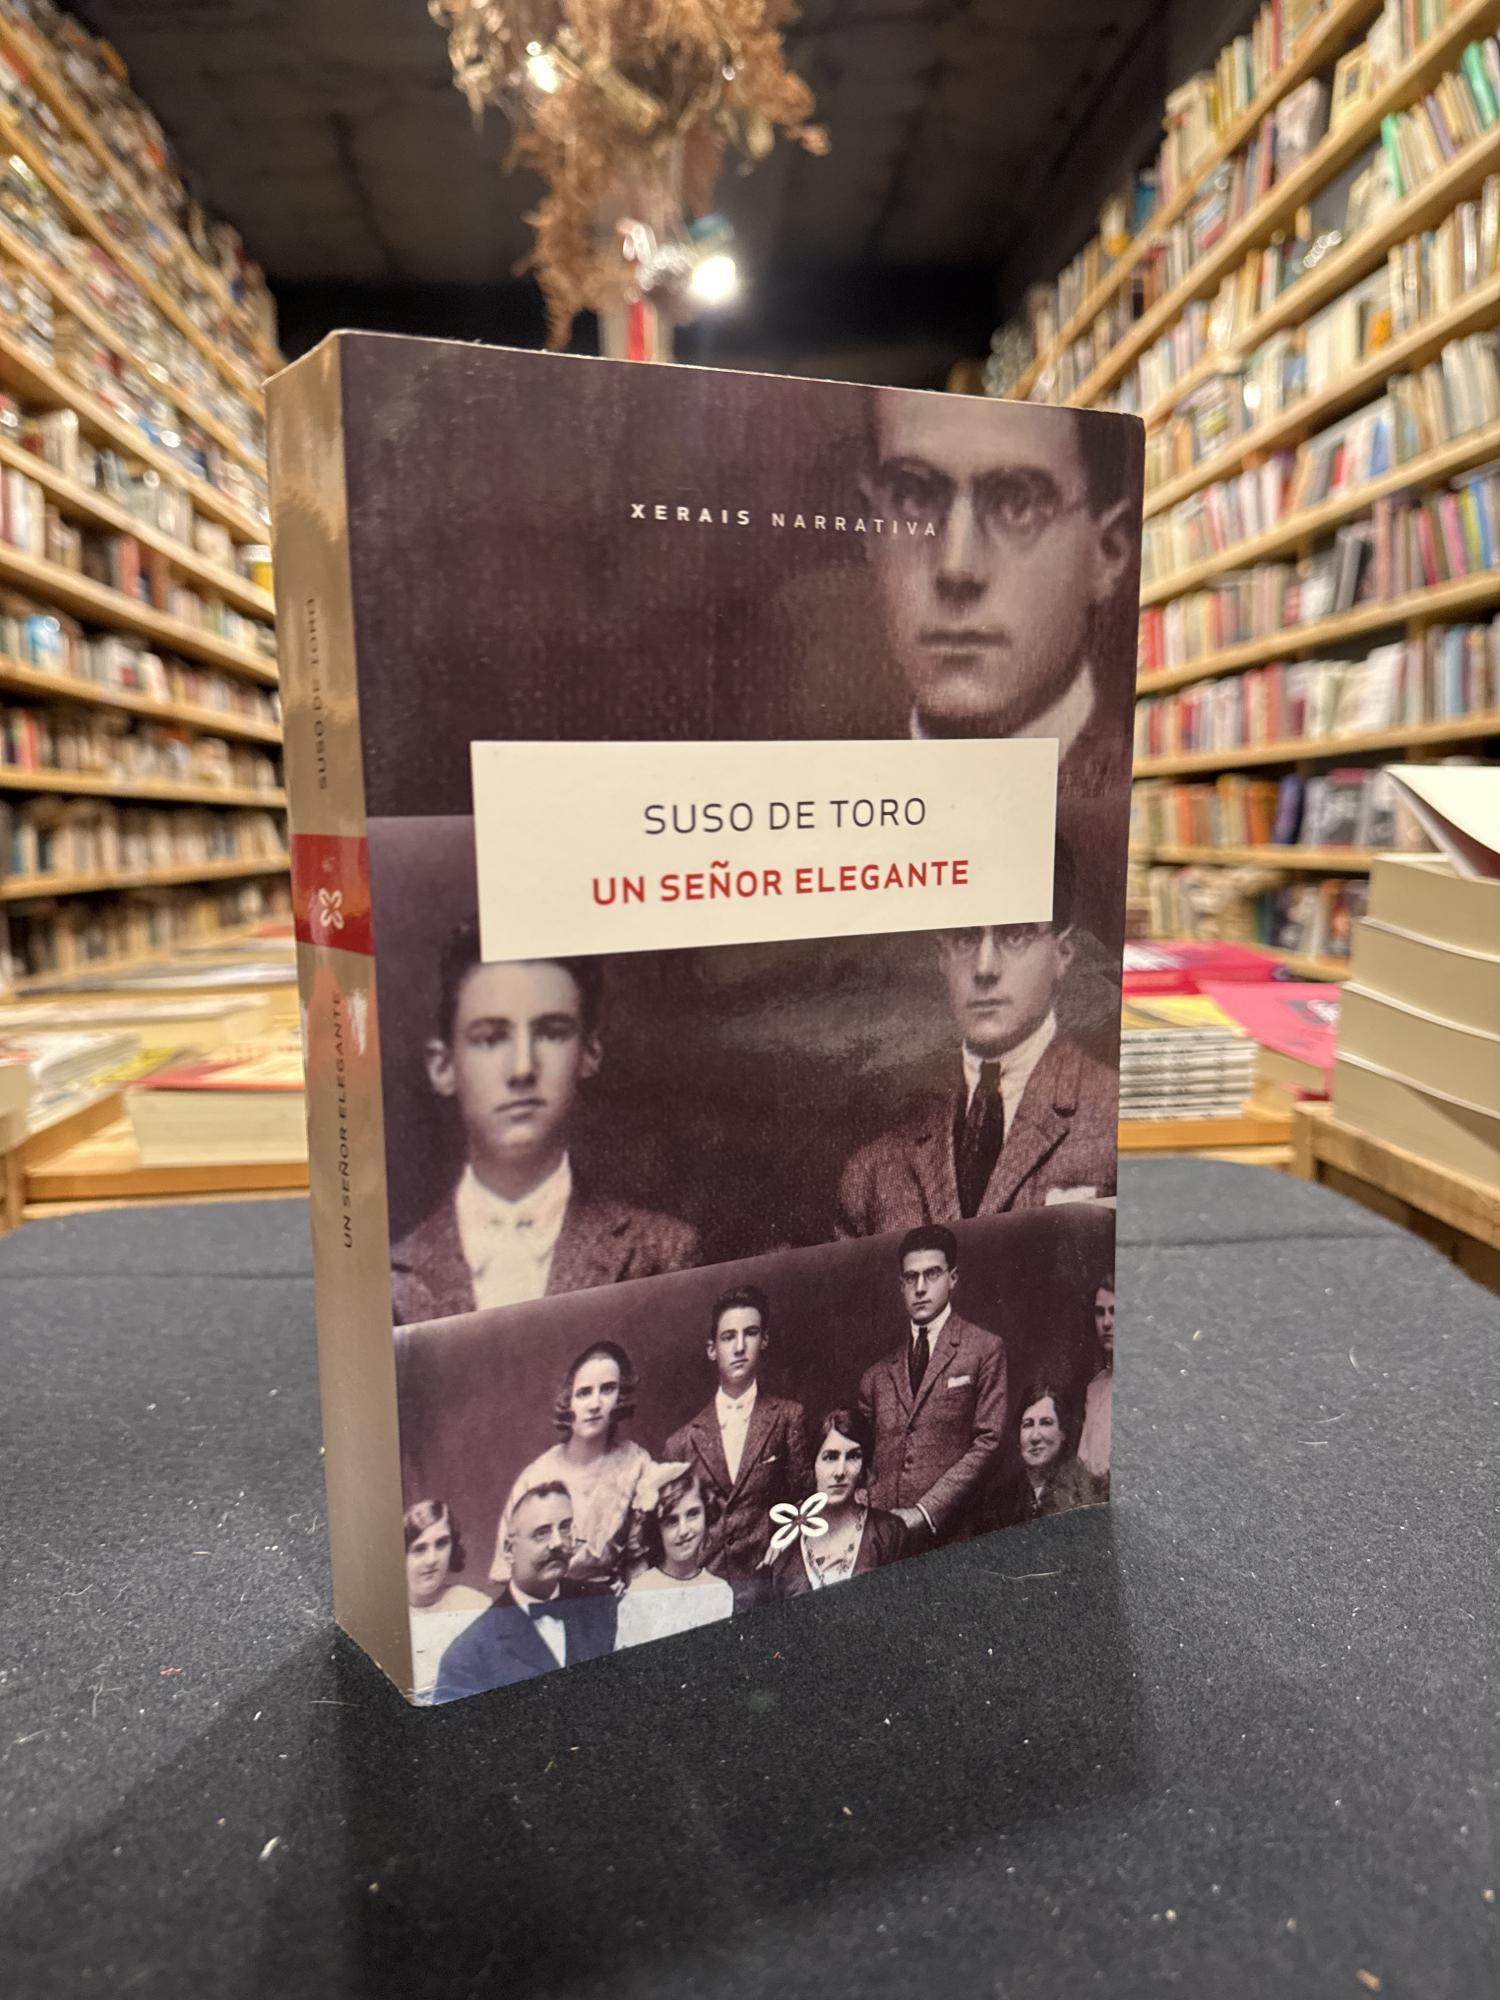 XERAIS NARRATIVA
SUSO DE TORO
UN SEÑOR ELEGANTE
SUSO DE TORO
UN SEÑOR ELEGANTE